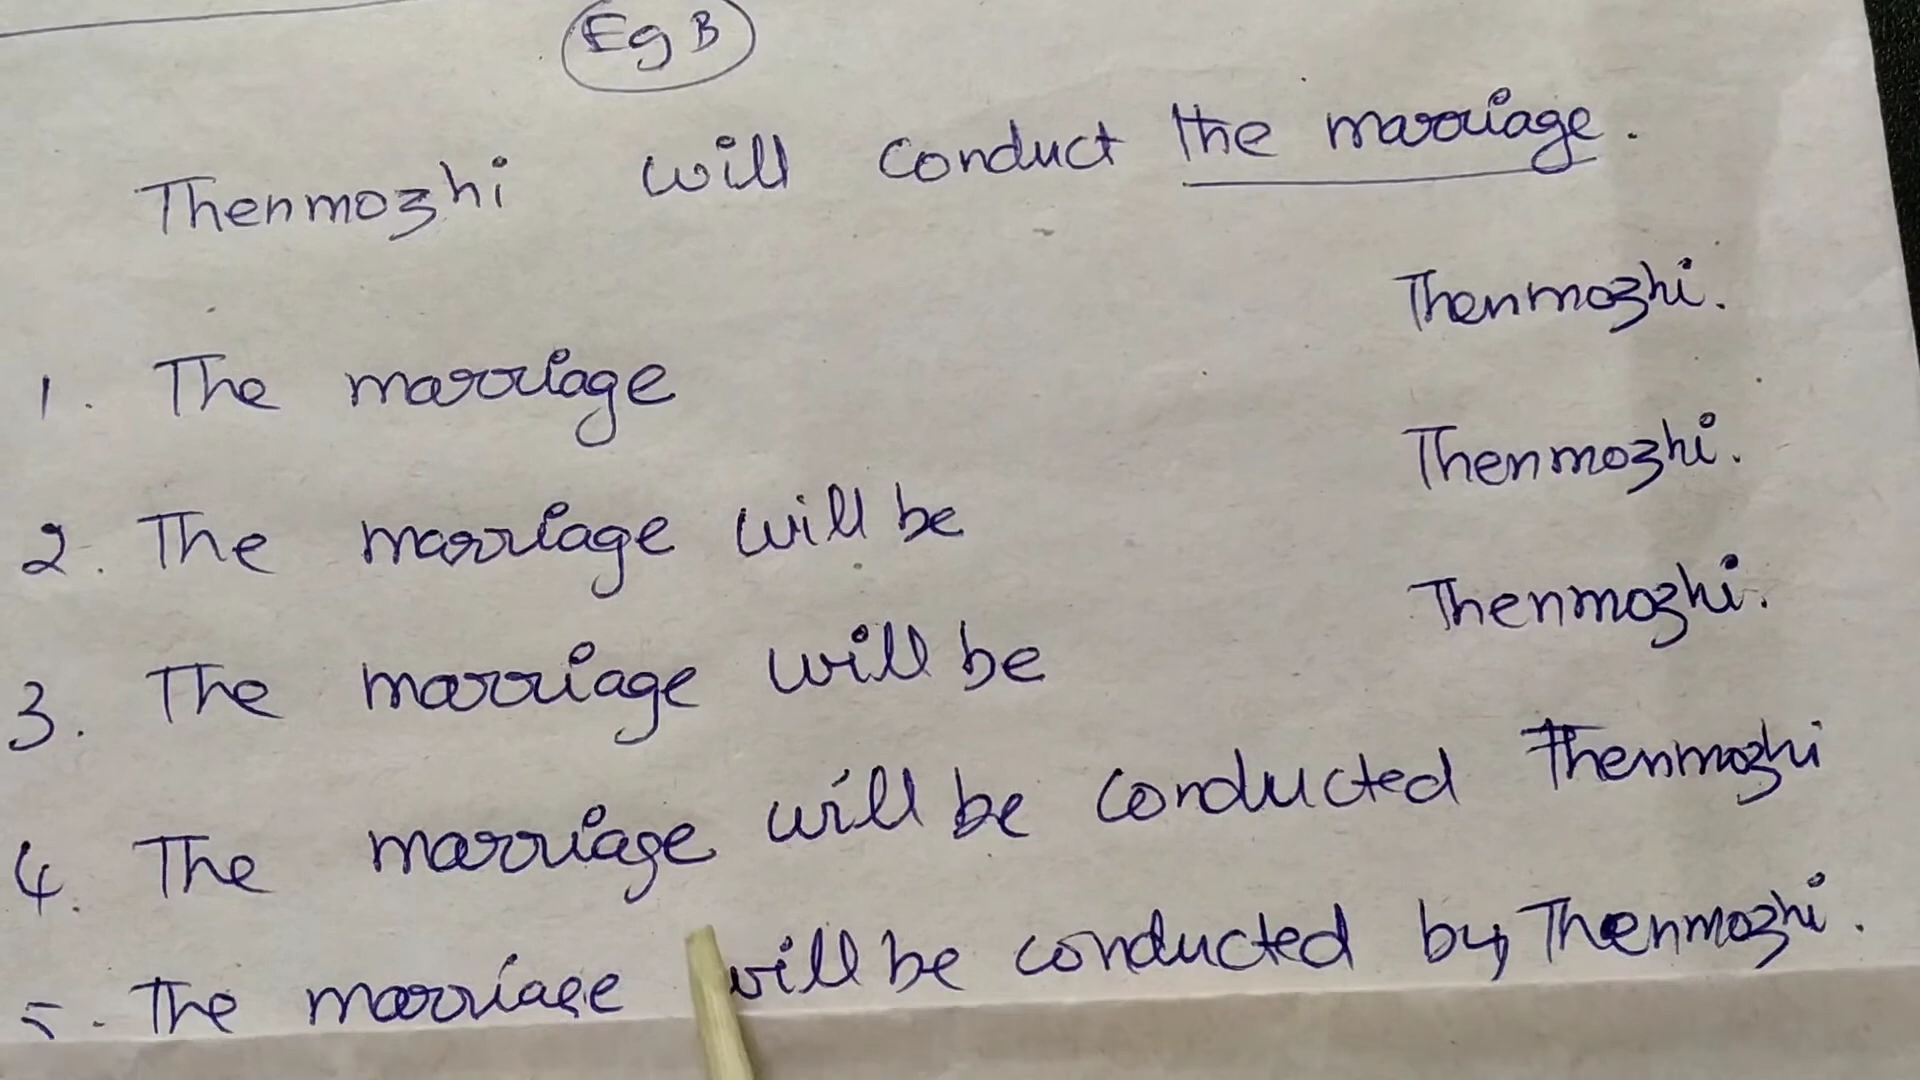 Eg B
Thenmozhi will conduct the marriage.
1. The marriage Thenmozhi.
2. The marriage will be Thenmozhi.
3. The marriage will be Thenmozhi.
4. The marriage will be conducted Thenmozhi
5. The marriage will be conducted by Thenmozhi.